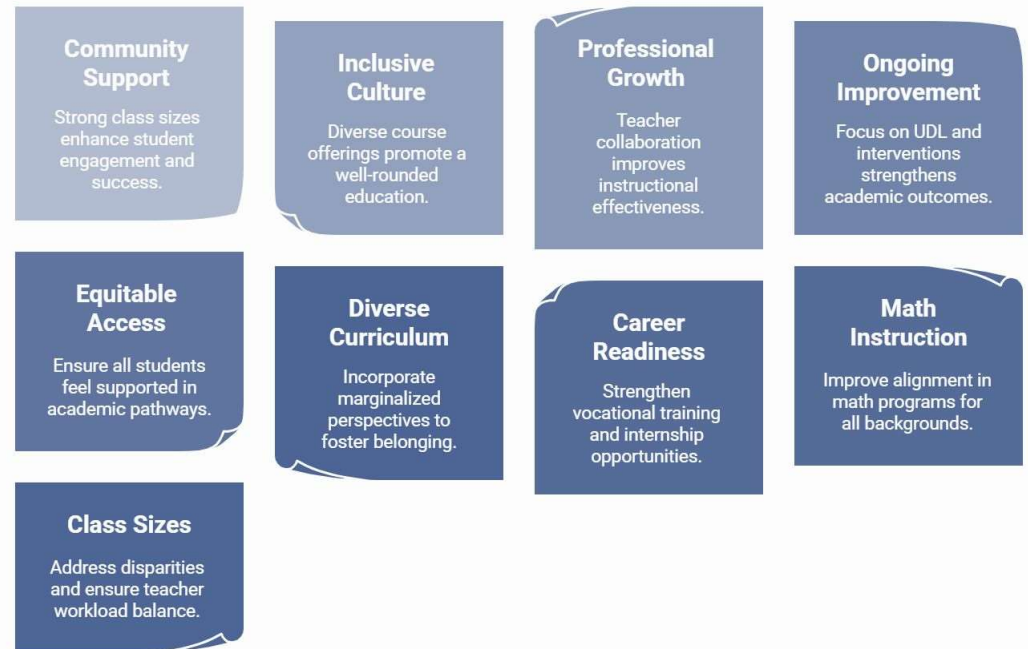 Community
Support
Strong class sizes
enhance student
engagement and
success.
Inclusive
Culture
Diverse course
offerings promote a
well-rounded
education.
Professional
Growth
Teacher
collaboration
improves
instructional
effectiveness.
Ongoing
Improvement
Focus on UDL and
interventions
strengthens
academic outcomes.
Equitable
Access
Ensure all students
feel supported in
academic pathways.
Diverse
Curriculum
Incorporate
marginalized
perspectives to
foster belonging.
Career
Readiness
Strengthen
vocational training
and internship
opportunities.
Math
Instruction
Improve alignment in
math programs for
all backgrounds.
Class Sizes
Address disparities
and ensure teacher
workload balance.